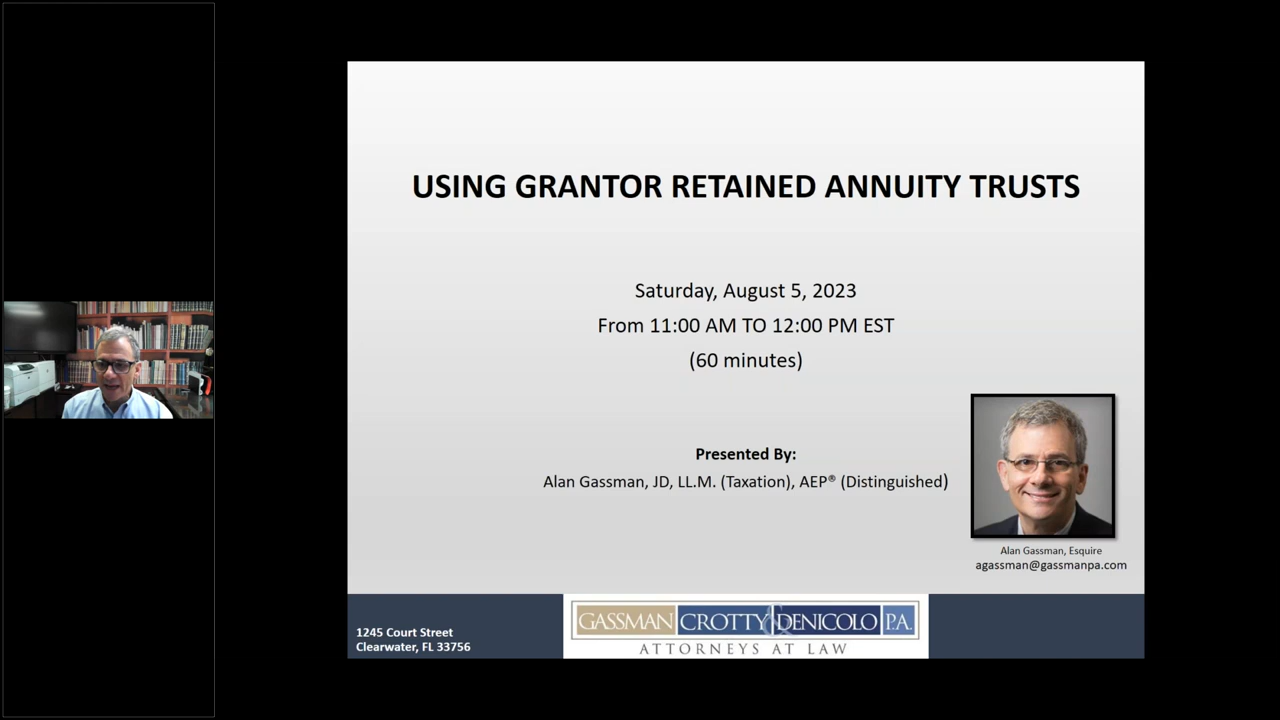 USING GRANTOR RETAINED ANNUITY TRUSTS
Saturday, August 5, 2023
From 11:00 AM TO 12:00 PM EST
(60 minutes)
Presented By:
Alan Gassman, JD, LL.M. (Taxation), AEP® (Distinguished)
Alan Gassman, Esquire
agassman@gassmanpa.com
1245 Court Street
Clearwater, FL 33756
GASSMAN CROTTY & DENICOLO P.A.
ATTORNEYS AT LAW